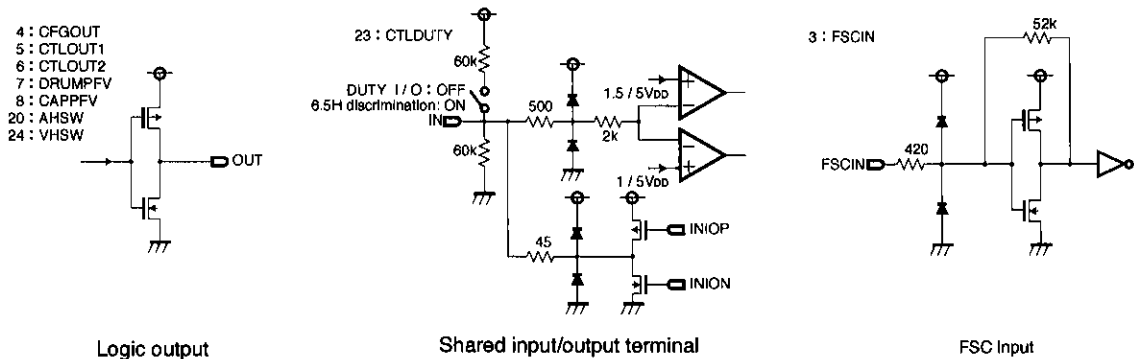 4 : CFGOUT
5 : CTLOUT1
6 : CTLOUT2
7 : DRUMPFV
8 : CAPPFV
20 : AHSW
24 : VHSW
OUT
Logic output
23 : CTLDUTY
60k
DUTY I/O : OFF
6.5H discrimination: ON
IN
60k
500
2k
1.5 / 5VDD
1 / 5VDD
45
INIOP
INION
Shared input/output terminal
3 : FSCIN
52k
FSCIN
420
FSC Input